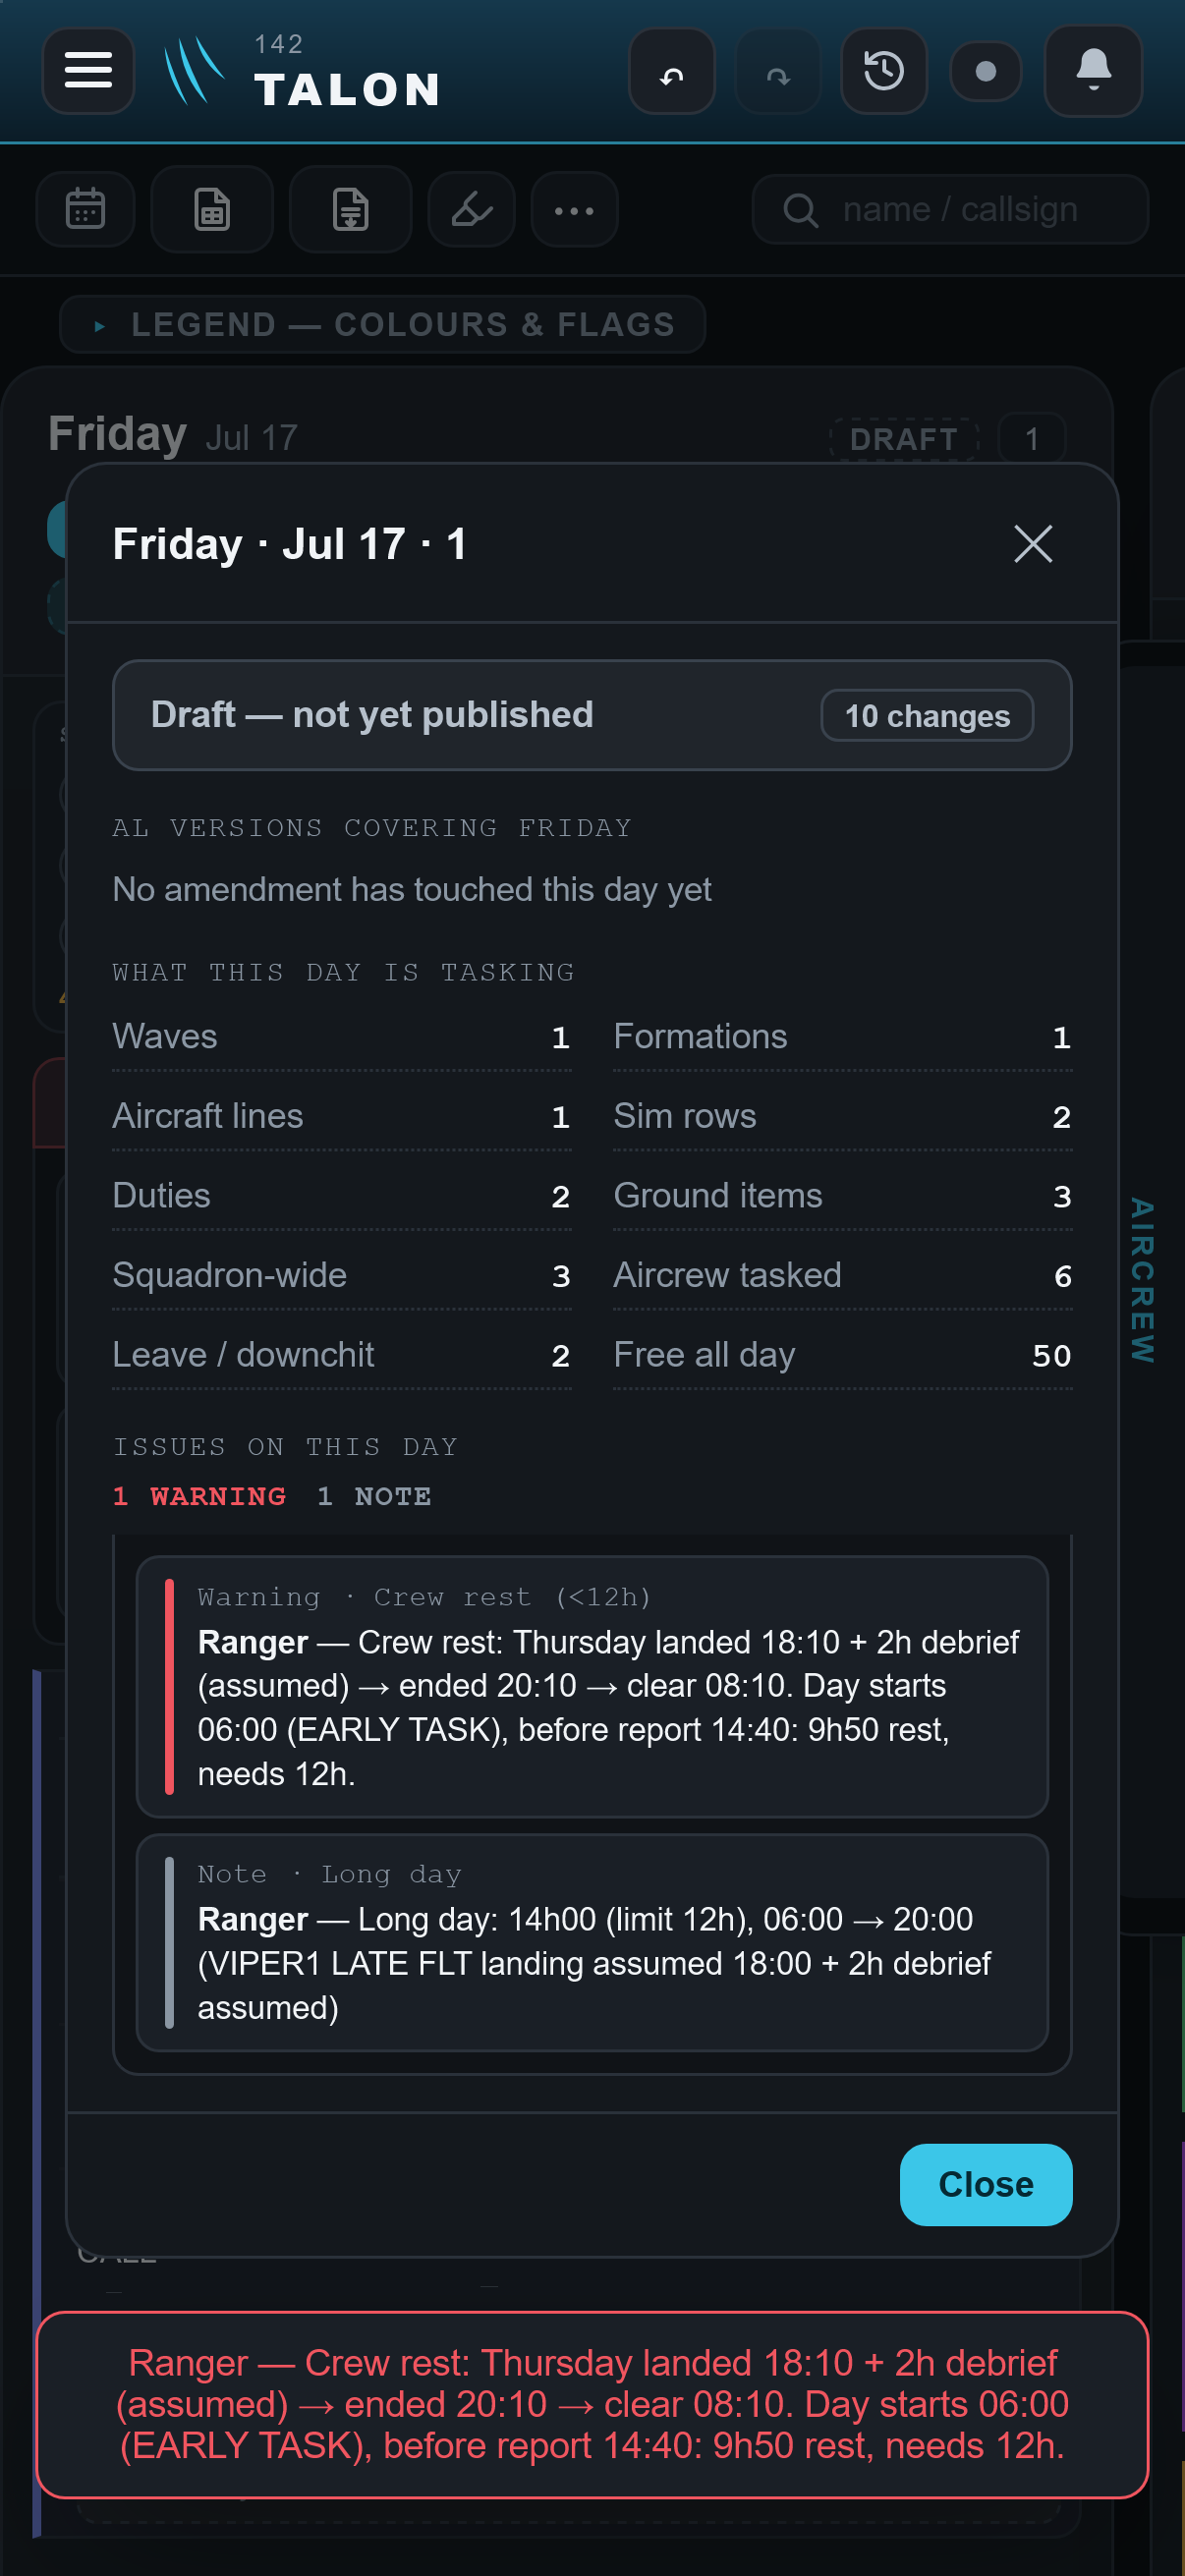 142
TALON
name / callsign
▸ LEGEND — COLOURS & FLAGS
Friday Jul 17
DRAFT
1
Friday · Jul 17 · 1
Draft — not yet published
10 changes
AL VERSIONS COVERING FRIDAY
No amendment has touched this day yet
WHAT THIS DAY IS TASKING
Waves 1
Formations 1
Aircraft lines 1
Sim rows 2
Duties 2
Ground items 3
Squadron-wide 3
Aircrew tasked 6
Leave / downchit 2
Free all day 50
AIRCREW
ISSUES ON THIS DAY
1 WARNING 1 NOTE
Warning · Crew rest (<12h)
Ranger — Crew rest: Thursday landed 18:10 + 2h debrief
(assumed) → ended 20:10 → clear 08:10. Day starts
06:00 (EARLY TASK), before report 14:40: 9h50 rest,
needs 12h.
Note · Long day
Ranger — Long day: 14h00 (limit 12h), 06:00 → 20:00
(VIPER1 LATE FLT landing assumed 18:00 + 2h debrief
assumed)
Close
Ranger — Crew rest: Thursday landed 18:10 + 2h debrief
(assumed) → ended 20:10 → clear 08:10. Day starts 06:00
(EARLY TASK), before report 14:40: 9h50 rest, needs 12h.